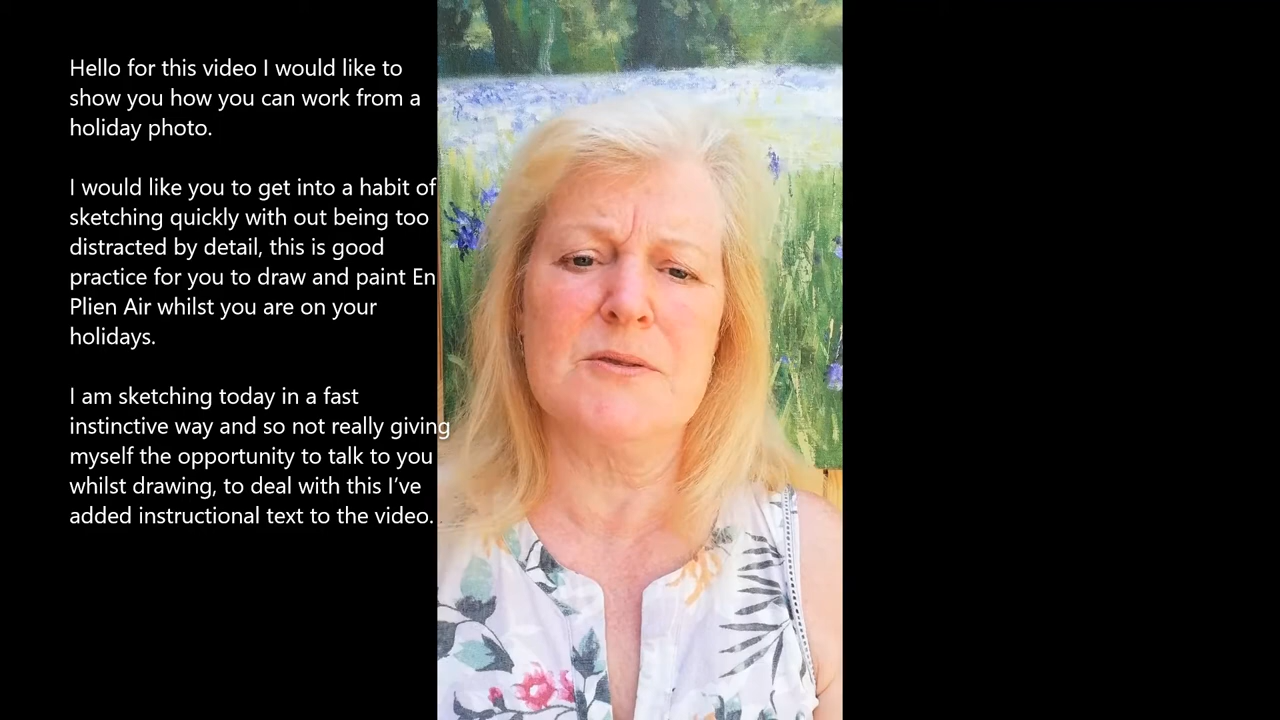 Hello for this video I would like to
show you how you can work from a
holiday photo.
I would like you to get into a habit of
sketching quickly with out being too
distracted by detail, this is good
practice for you to draw and paint En
Plien Air whilst you are on your
holidays.
I am sketching today in a fast
instinctive way and so not really giving
myself the opportunity to talk to you
whilst drawing, to deal with this I’ve
added instructional text to the video.